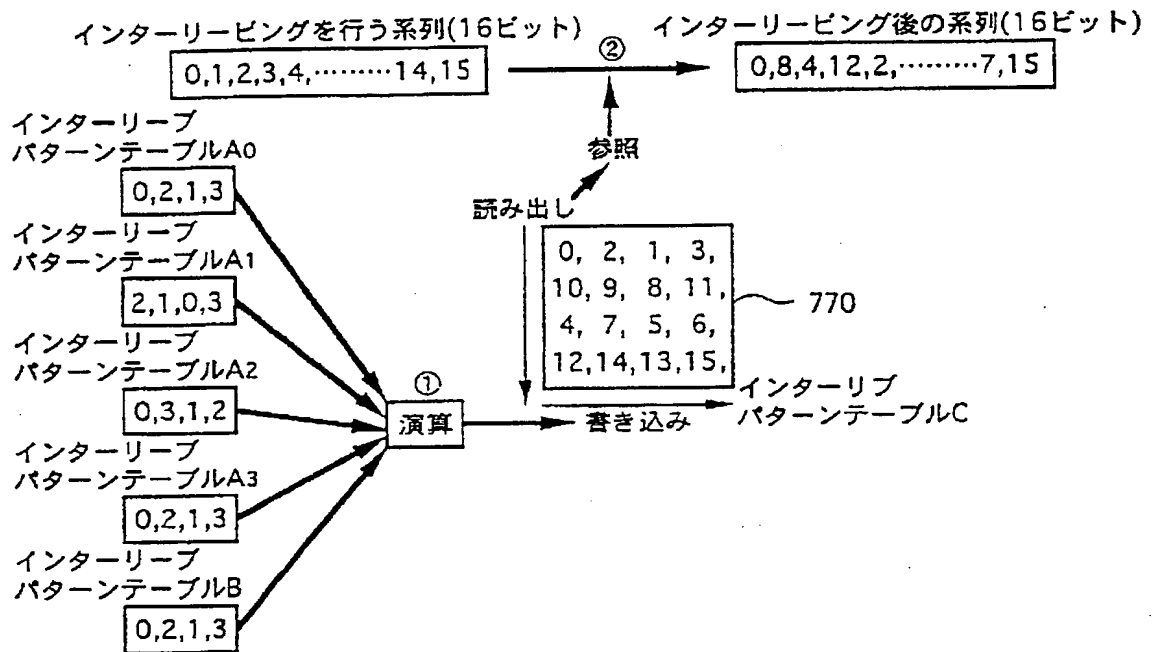 インターリービングを行う系列(16ビット)
0,1,2,3,4,………14,15
②
インターリービング後の系列(16ビット)
0,8,4,12,2,……7,15
インターリーブ
パターンテーブルA0
0,2,1,3
インターリーブ
パターンテーブルA1
2,1,0,3
インターリーブ
パターンテーブルA2
0,3,1,2
インターリーブ
パターンテーブルA3
0,2,1,3
インターリーブ
パターンテーブルB
0,2,1,3
①
演算
参照
読み出し
0, 2, 1, 3,
10, 9, 8, 11,
4, 7, 5, 6,
12,14,13,15,
770
書き込み
インターリブ
パターンテーブルC